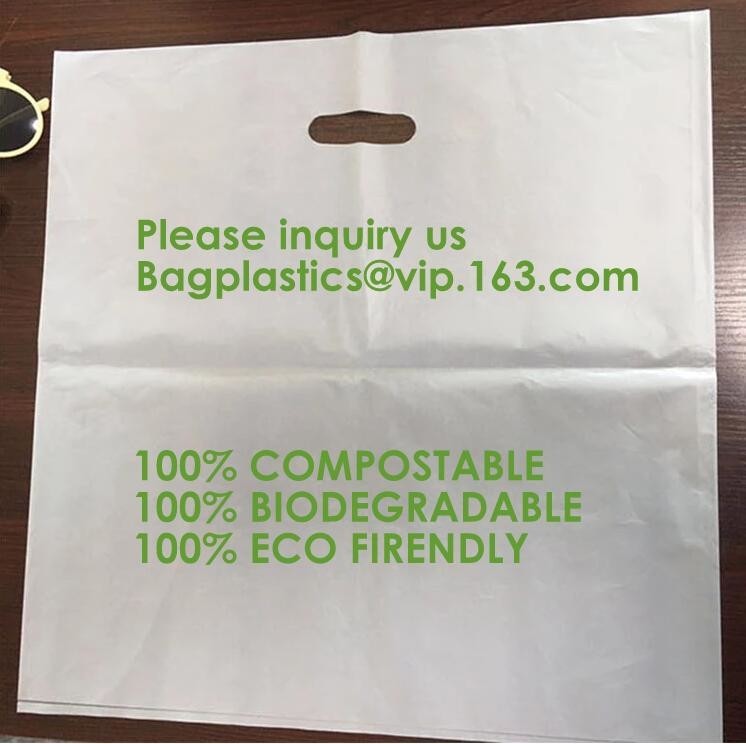 Please inquiry us
Bagplastics@vip.163.com
100% COMPOSTABLE
100% BIODEGRADABLE
100% ECO FIRENDLY